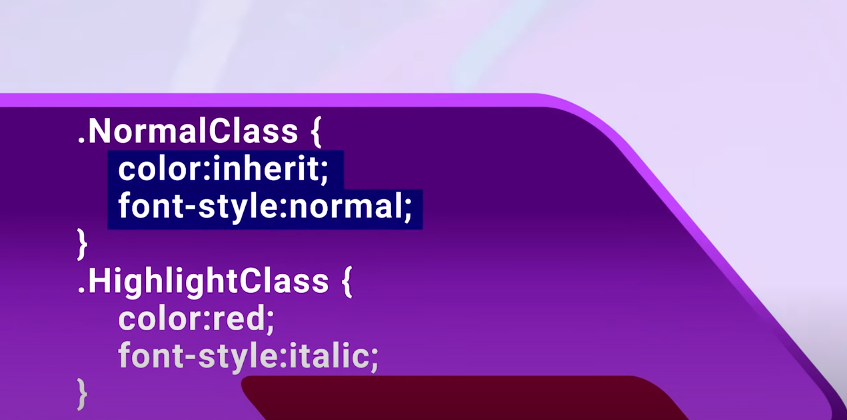 .NormalClass {
color:inherit;
font-style:normal;
}
.HighlightClass {
color:red;
font-style:italic;
}